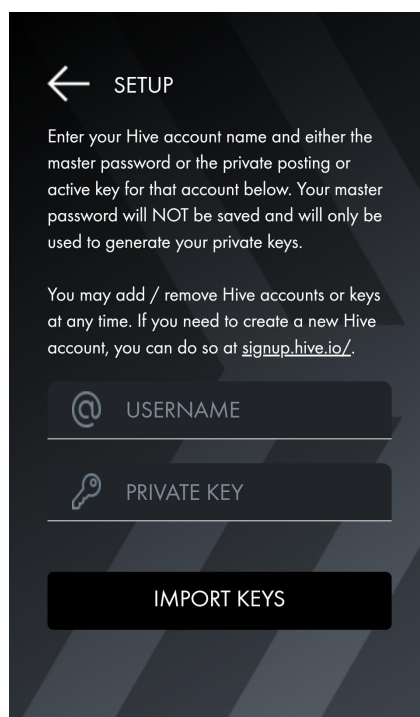 SETUP
Enter your Hive account name and either the
master password or the private posting or
active key for that account below. Your master
password will NOT be saved and will only be
used to generate your private keys.
You may add / remove Hive accounts or keys
at any time. If you need to create a new Hive
account, you can do so at signup.hive.io/.
@ USERNAME
PRIVATE KEY
IMPORT KEYS